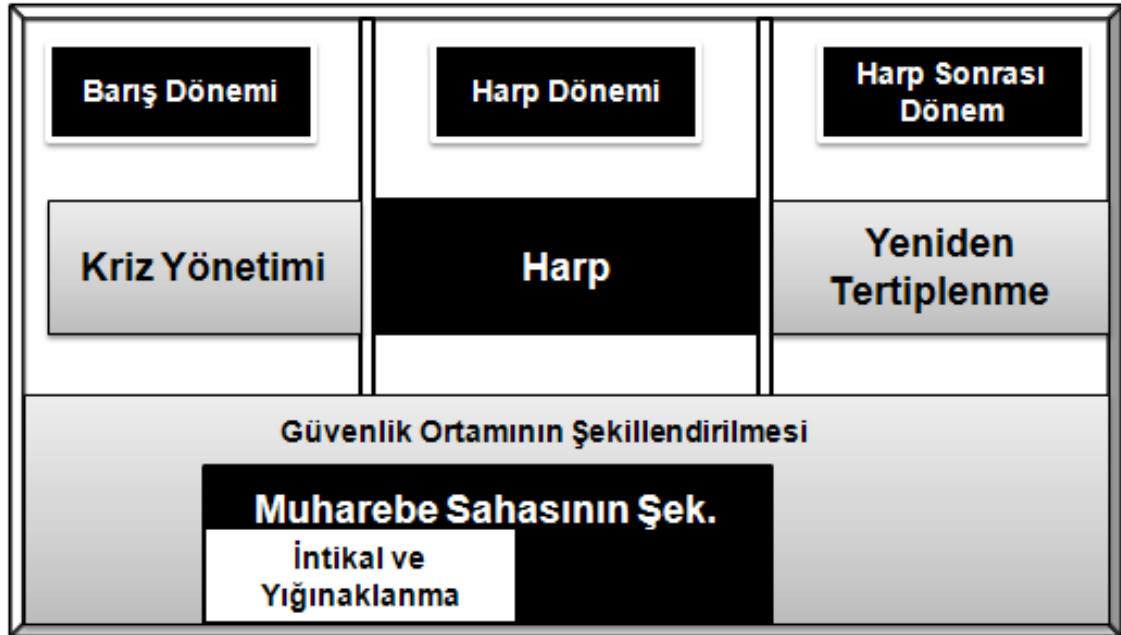 Barış Dönemi
Harp Dönemi
Harp Sonrası
Dönem
Kriz Yönetimi
Harp
Yeniden
Tertiplenme
Güvenlik Ortamının Şekillendirilmesi
Muharebe Sahasının Şek.
İntikal ve
Yığınaklanma